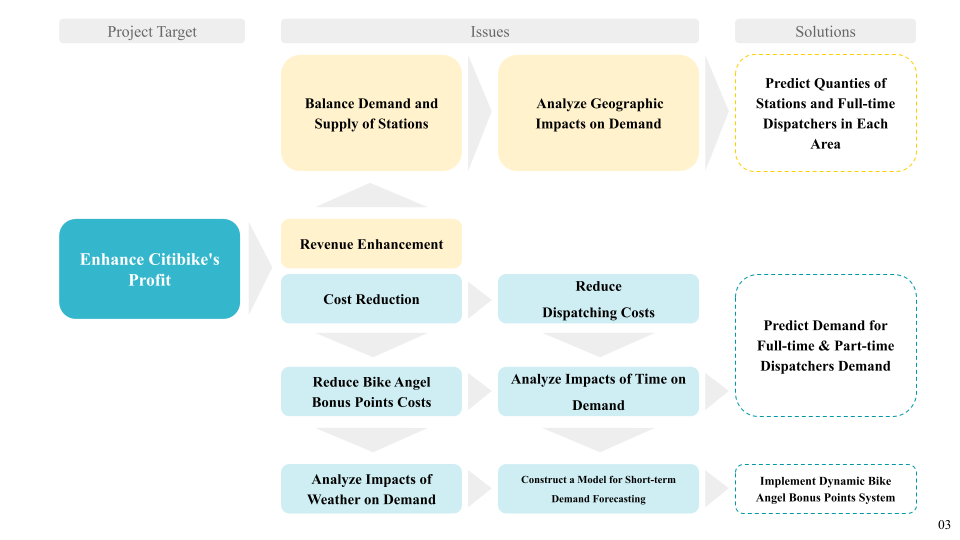 Project Target
Issues
Solutions
Balance Demand and
Supply of Stations
Analyze Geographic
Impacts on Demand
Predict Quanties of
Stations and Full-time
Dispatchers in Each
Area
Enhance Citibike's
Profit
Revenue Enhancement
Cost Reduction
Reduce
Dispatching Costs
Predict Demand for
Full-time & Part-time
Dispatchers Demand
Reduce Bike Angel
Bonus Points Costs
Analyze Impacts of Time on
Demand
Analyze Impacts of
Weather on Demand
Construct a Model for Short-term
Demand Forecasting
Implement Dynamic Bike
Angel Bonus Points System
03